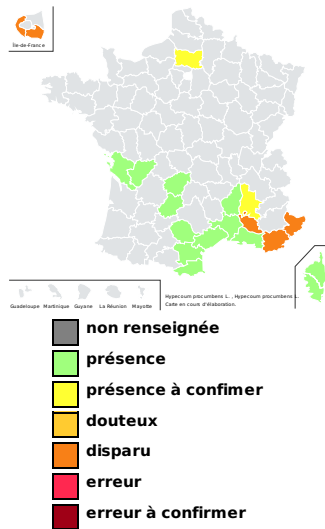 Île-de-France
Guadeloupe Martinique Guyane La Réunion Mayotte
Hypecoum procumbens L. , Hypecoum procumbens L.
Carte en cours d'élaboration.
non renseignée
présence
présence à confimer
douteux
disparu
erreur
erreur à confirmer